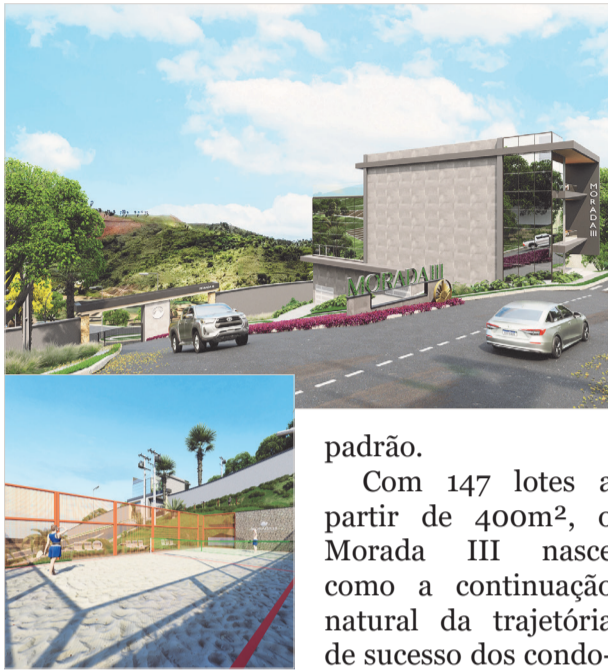 MORADA III
MORADA III
padrão.
Com 147 lotes a
partir de 400m², o
Morada III nasce
como a continuação
natural da trajetória
de sucesso dos condo-